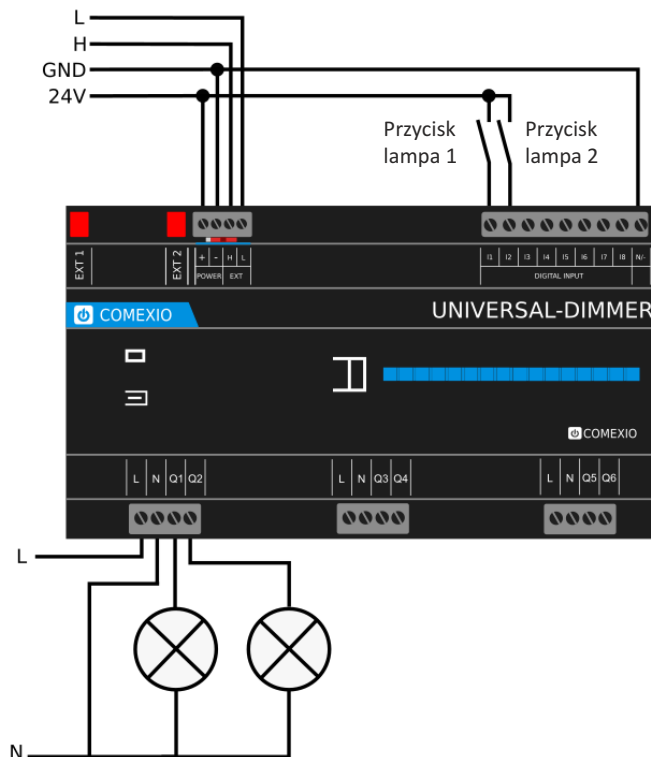 L
H
GND
24V
Przycisk
lampa 1
Przycisk
lampa 2
EXT 1
EXT 2
+ - H L
POWER EXT
I1 I2 I3 I4 I5 I6 I7 I8 N/-
DIGITAL INPUT
COMEXIO
UNIVERSAL-DIMMER
COMEXIO
L N Q1 Q2
L N Q3 Q4
L N Q5 Q6
L
N